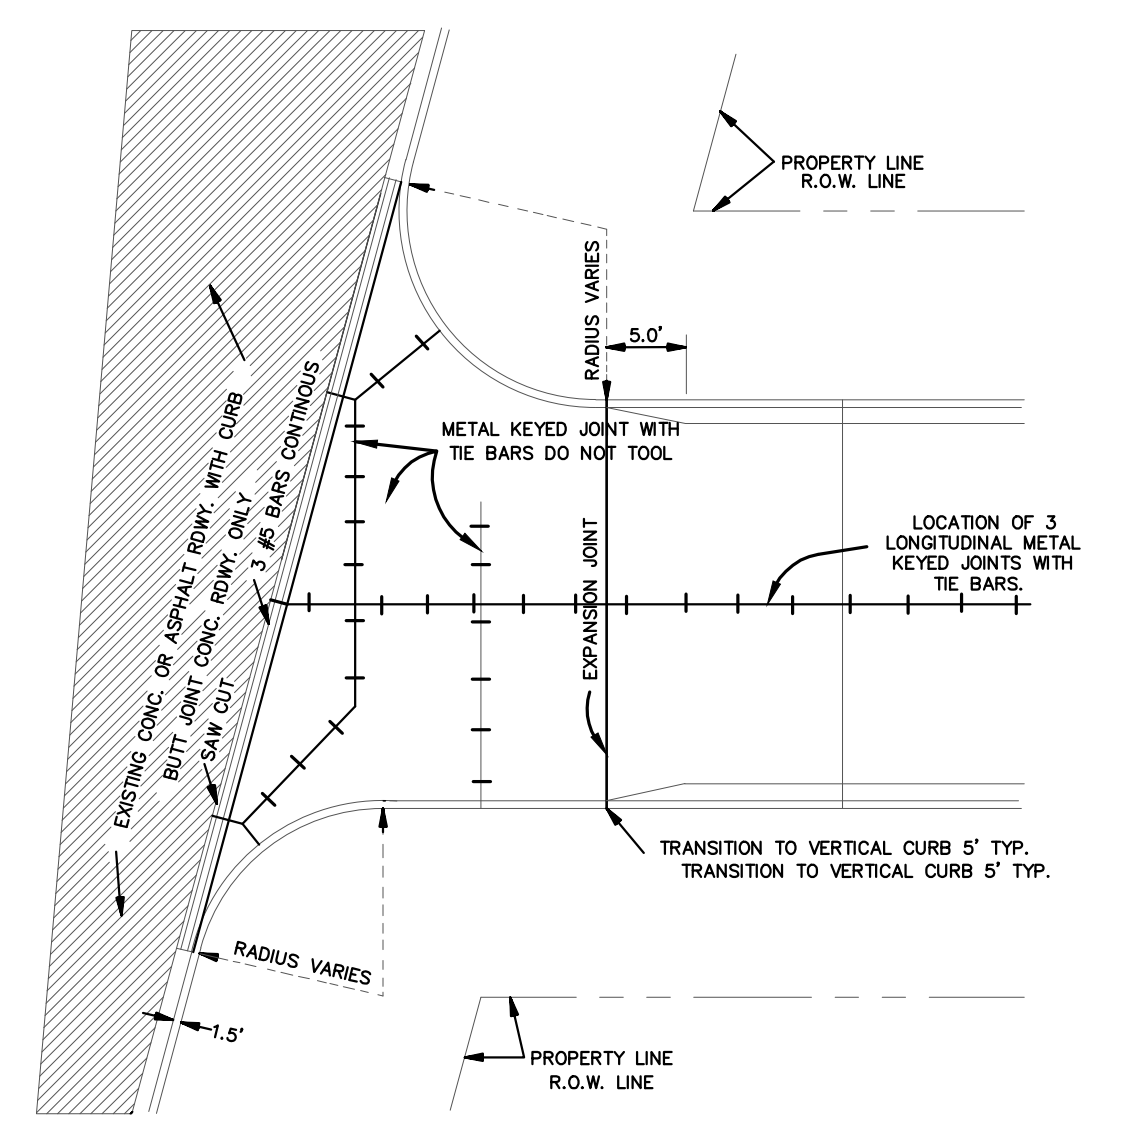 PROPERTY LINE
R.O.W. LINE
RADIUS VARIES
5.0'
METAL KEYED JOINT WITH
TIE BARS DO NOT TOOL
EXISTING CONC. OR ASPHALT RDWY. WITH CURB
BUTT JOINT CONC. RDWY. ONLY
3 #5 BARS CONTINOUS
SAW CUT
EXPANSION JOINT
LOCATION OF 3
LONGITUDINAL METAL
KEYED JOINTS WITH
TIE BARS.
TRANSITION TO VERTICAL CURB 5' TYP.
TRANSITION TO VERTICAL CURB 5' TYP.
RADIUS VARIES
1.5'
PROPERTY LINE
R.O.W. LINE